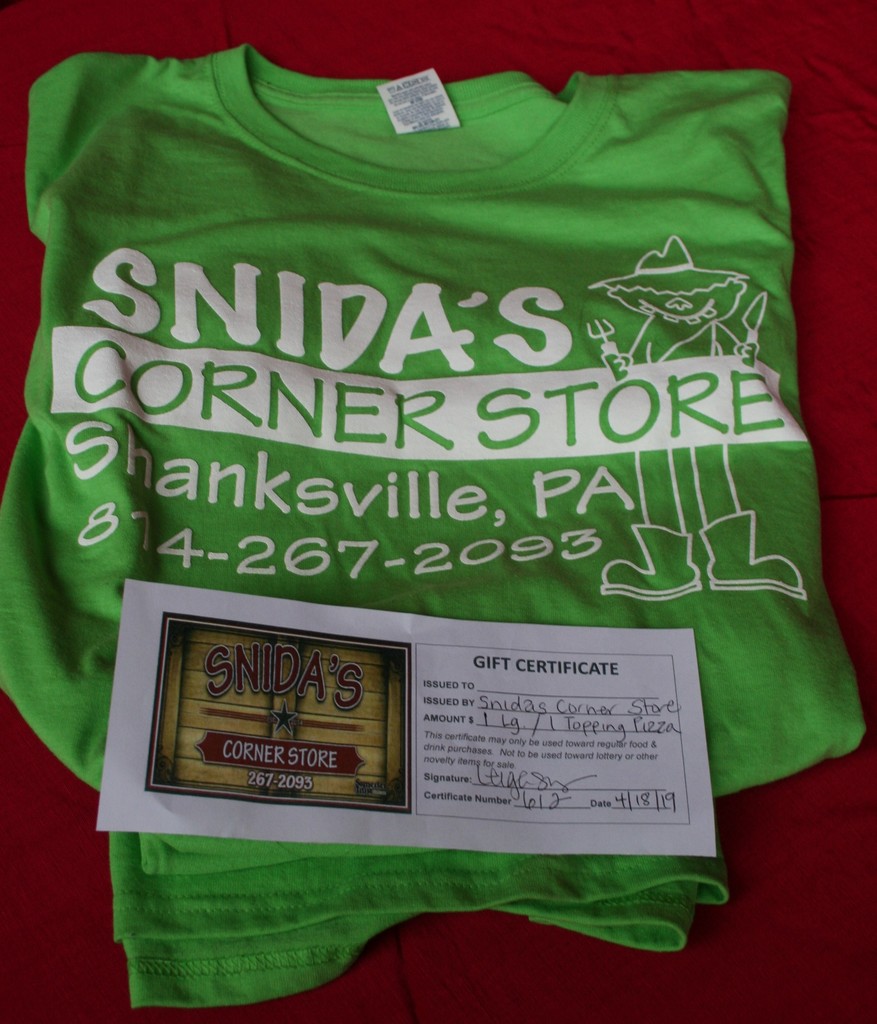 SNIDA'S
CORNER STORE
Shanksville, PA
814-267-2093
SNIDA'S
CORNER STORE
267-2093
GIFT CERTIFICATE
ISSUED TO
ISSUED BY Snidas Corner Store
AMOUNT $ 1 Lg / 1 Topping Pizza
This certificate may only be used toward regular food &
drink purchases. Not to be used toward lottery or other
novelty items for sale.
Signature:
Certificate Number 612 Date 4/18/19